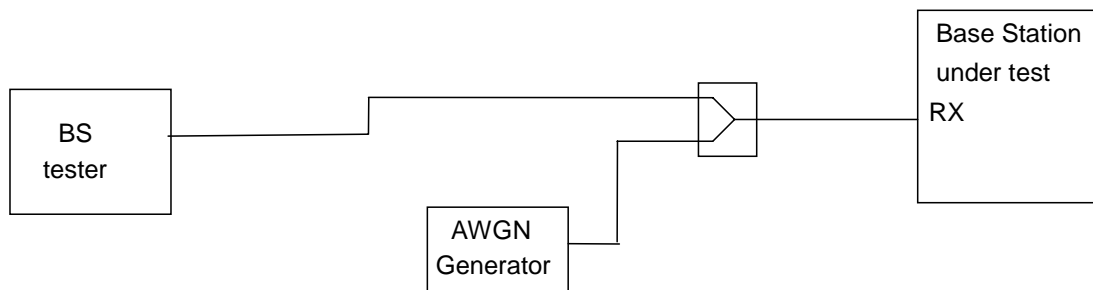 Base Station
under test
RX
BS
tester
AWGN
Generator